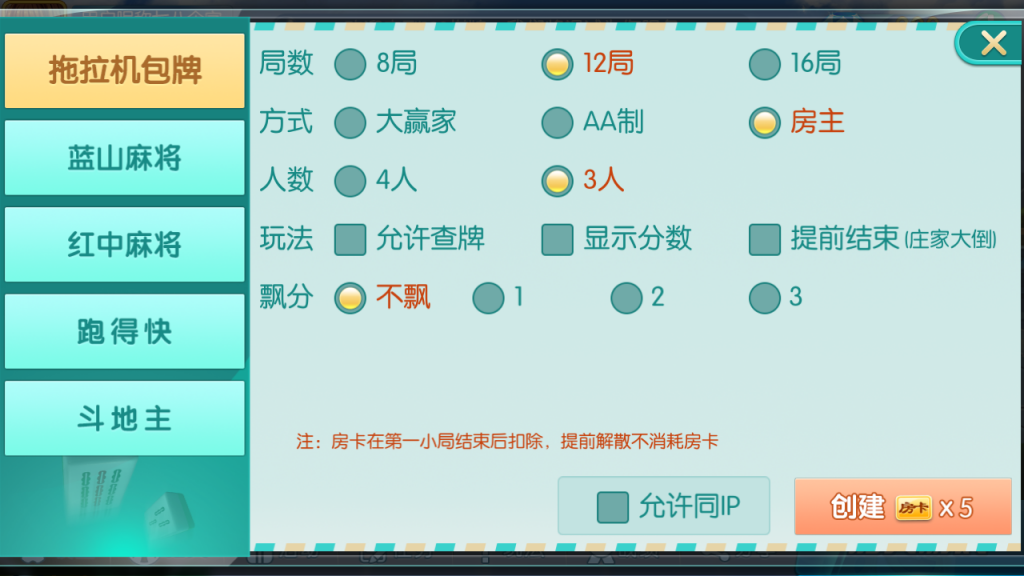 拖拉机包牌
蓝山麻将
红中麻将
跑得快
斗地主
局数 8局 12局 16局
方式 大赢家 AA制 房主
人数 4人 3人
玩法 允许查牌 显示分数 提前结束(庄家大倒)
飘分 不飘 1 2 3
注：房卡在第一小局结束后扣除，提前解散不消耗房卡
允许同IP
创建 房卡 x5